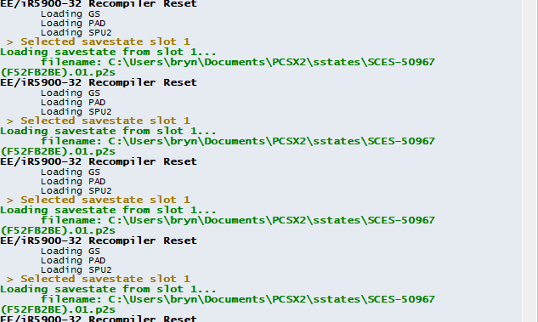 EE/iR5900-32 Recompiler Reset
Loading GS
Loading PAD
Loading SPU2
> Selected savestate slot 1
Loading savestate from slot 1...
filename: C:\Users\bryn\Documents\PCSX2\sstates\SCES-50967
(F52FB2BE).01.p2s
EE/iR5900-32 Recompiler Reset
Loading GS
Loading PAD
Loading SPU2
> Selected savestate slot 1
Loading savestate from slot 1...
filename: C:\Users\bryn\Documents\PCSX2\sstates\SCES-50967
(F52FB2BE).01.p2s
EE/iR5900-32 Recompiler Reset
Loading GS
Loading PAD
Loading SPU2
> Selected savestate slot 1
Loading savestate from slot 1...
filename: C:\Users\bryn\Documents\PCSX2\sstates\SCES-50967
(F52FB2BE).01.p2s
EE/iR5900-32 Recompiler Reset
Loading GS
Loading PAD
Loading SPU2
> Selected savestate slot 1
Loading savestate from slot 1...
filename: C:\Users\bryn\Documents\PCSX2\sstates\SCES-50967
(F52FB2BE).01.p2s
EE/iR5900-32 Recompiler Reset